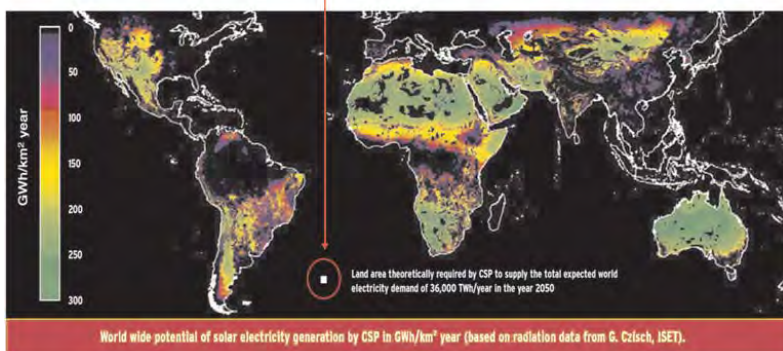 GWh/km² year
0
50
100
150
200
250
300
Land area theoretically required by CSP to supply the total expected world
electricity demand of 36,000 TWh/year in the year 2050
World wide potential of solar electricity generation by CSP in GWh/km² year (based on radiation data from G. Czisch, ISET).